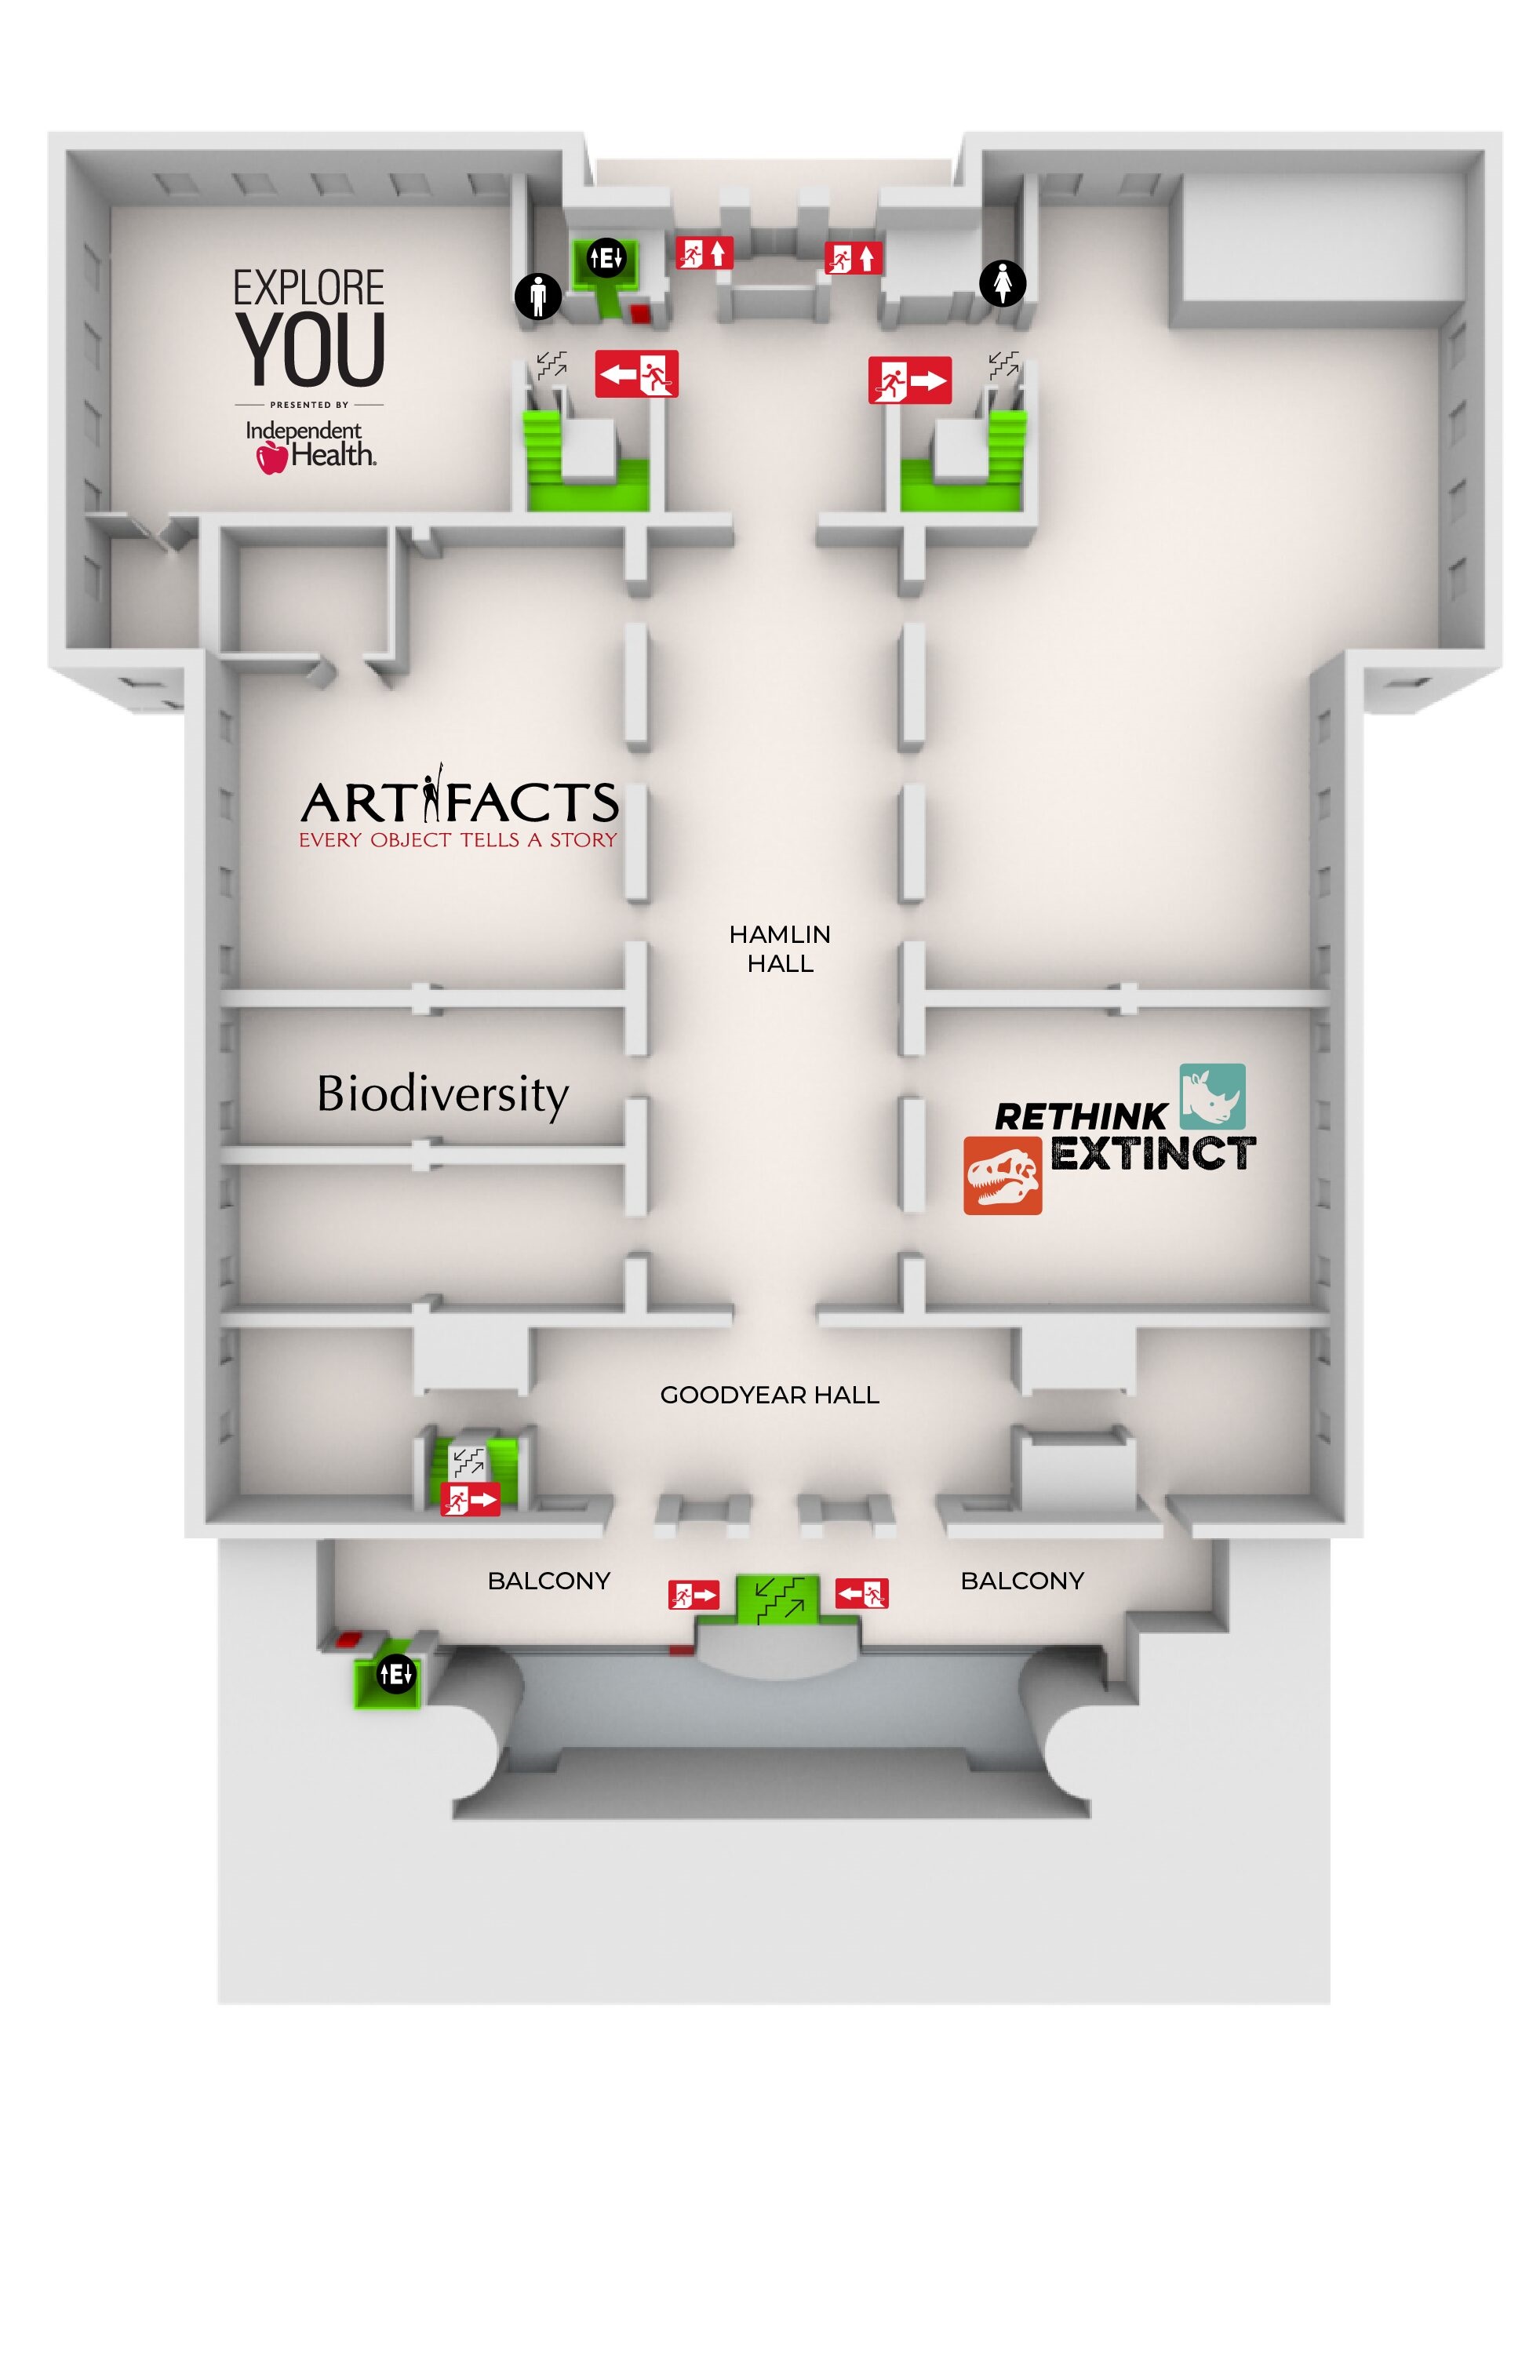 ↑E↓
EXPLORE
YOU
PRESENTED BY
Independent
Health.
ARTIFACTS
EVERY OBJECT TELLS A STORY
HAMLIN
HALL
Biodiversity
RETHINK
EXTINCT
GOODYEAR HALL
BALCONY
BALCONY
↑E↓